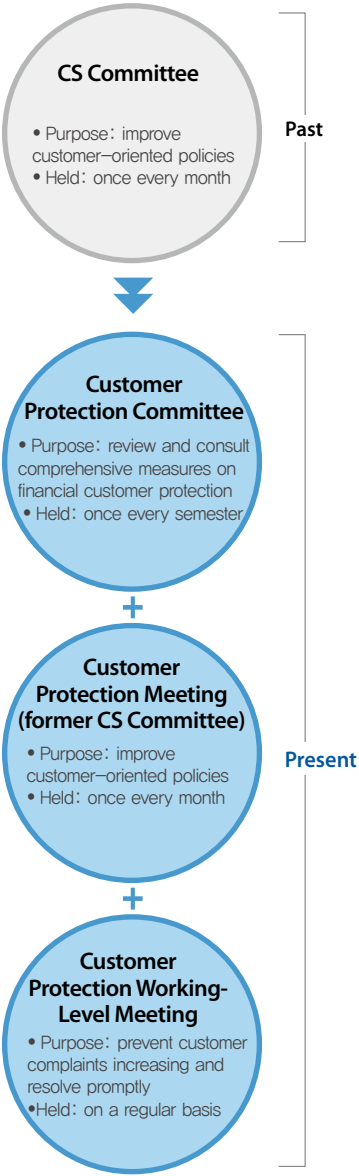 CS Committee
• Purpose: improve
customer-oriented policies
• Held: once every month
Past
Customer
Protection Committee
• Purpose: review and consult
comprehensive measures on
financial customer protection
• Held: once every semester
+
Customer
Protection Meeting
(former CS Committee)
• Purpose: improve
customer-oriented policies
• Held: once every month
Present
+
Customer
Protection Working-
Level Meeting
• Purpose: prevent customer
complaints increasing and
resolve promptly
•Held: on a regular basis